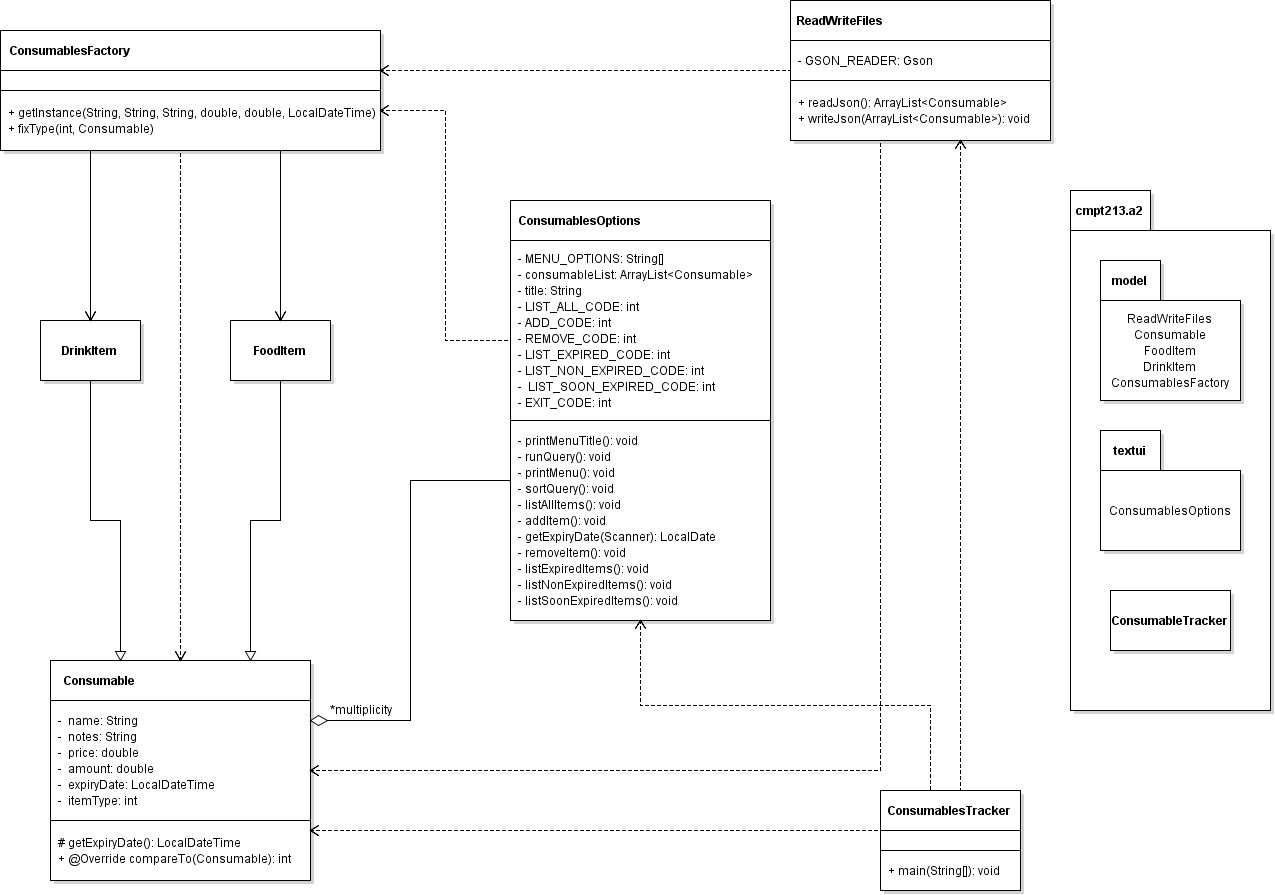 ReadWriteFiles
- GSON_READER: Gson
+ readJson(): ArrayList<Consumable>
+ writeJson(ArrayList<Consumable>): void
ConsumablesFactory
+ getInstance(String, String, String, double, double, LocalDateTime)
+ fixType(int, Consumable)
DrinkItem
FoodItem
ConsumablesOptions
- MENU_OPTIONS: String[]
- consumableList: ArrayList<Consumable>
- title: String
- LIST_ALL_CODE: int
- ADD_CODE: int
- REMOVE_CODE: int
- LIST_EXPIRED_CODE: int
- LIST_NON_EXPIRED_CODE: int
- LIST_SOON_EXPIRED_CODE: int
- EXIT_CODE: int
- printMenuTitle(): void
- runQuery(): void
- printMenu(): void
- sortQuery(): void
- listAllItems(): void
- addItem(): void
- getExpiryDate(Scanner): LocalDate
- removeItem(): void
- listExpiredItems(): void
- listNonExpiredItems(): void
- listSoonExpiredItems(): void
cmpt213.a2
model
ReadWriteFiles
Consumable
FoodItem
DrinkItem
ConsumablesFactory
textui
ConsumablesOptions
ConsumableTracker
Consumable
- name: String
- notes: String
- price: double
- amount: double
- expiryDate: LocalDateTime
- itemType: int
# getExpiryDate(): LocalDateTime
+ @Override compareTo(Consumable): int
*multiplicity
ConsumablesTracker
+ main(String[]): void